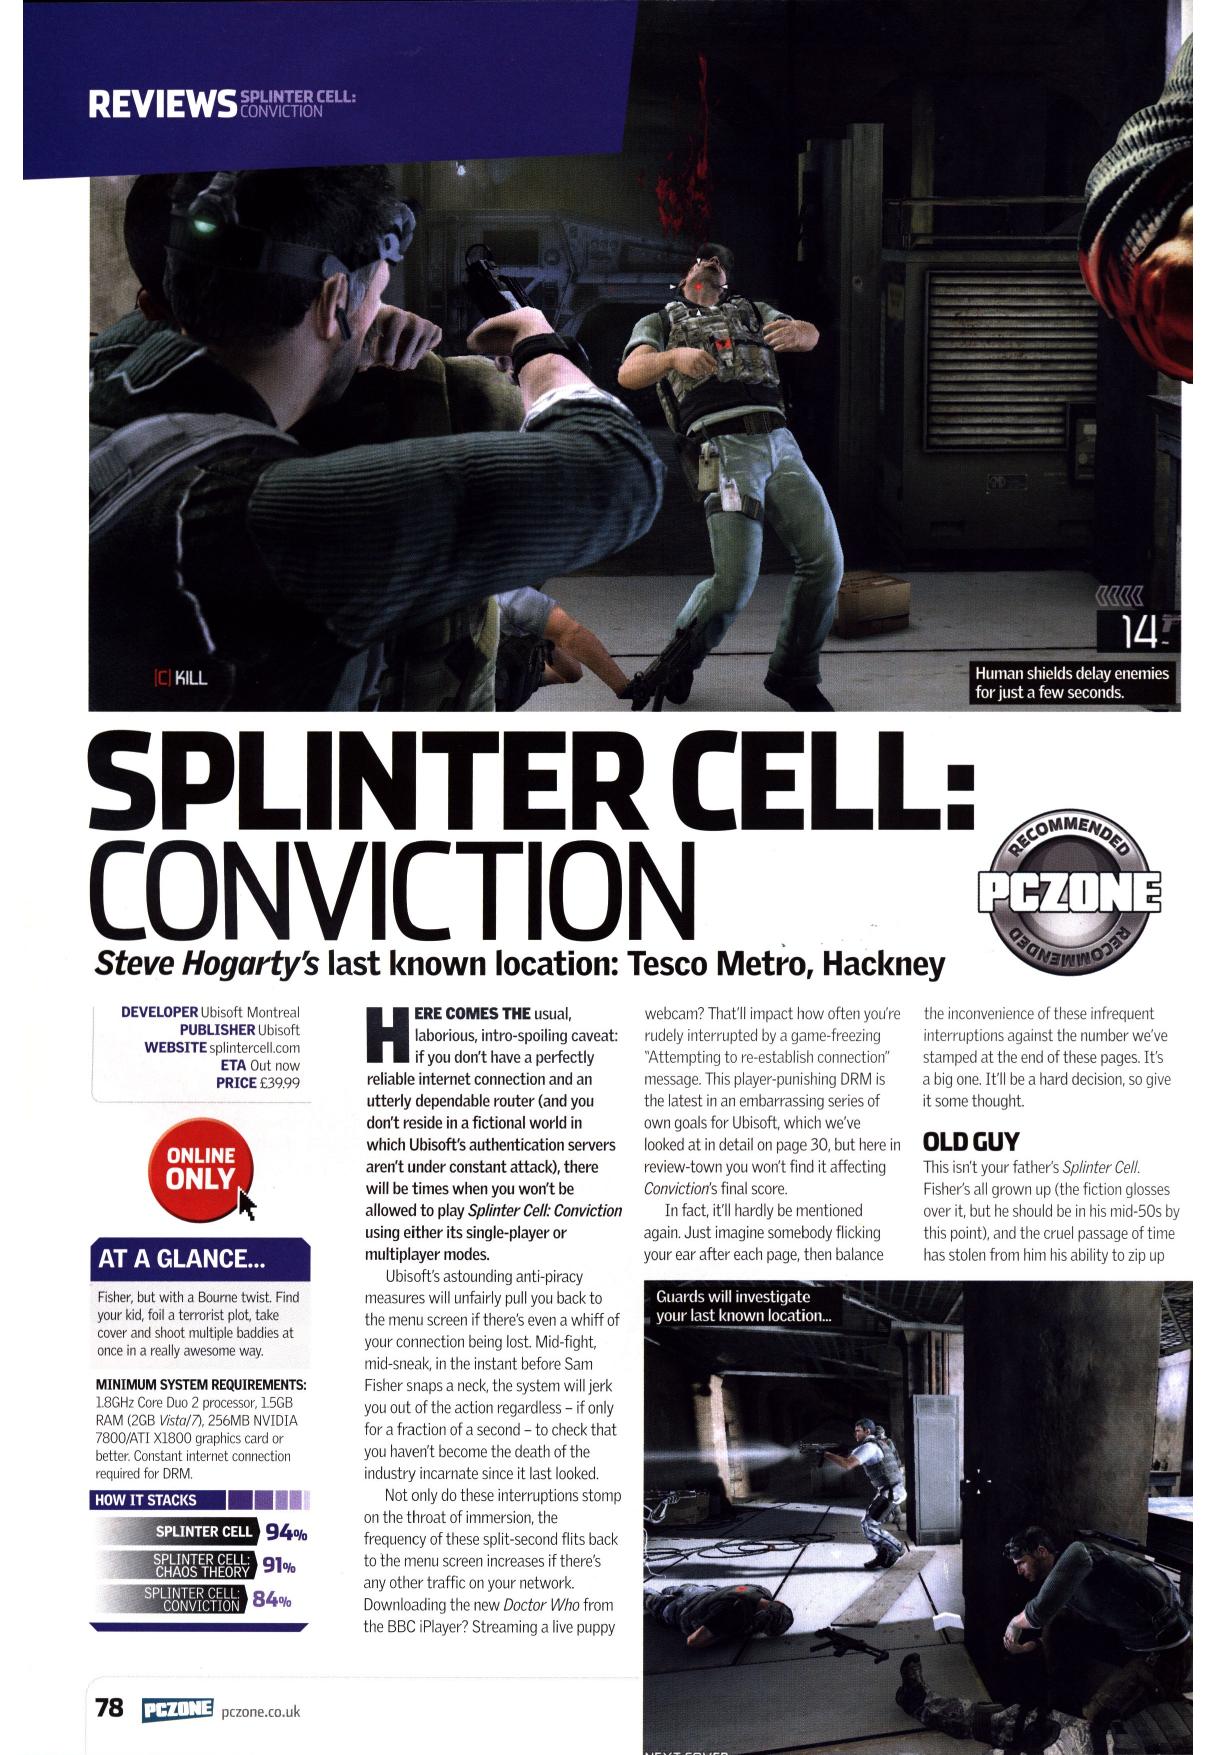 REVIEWS SPLINTER CELL:
CONVICTION
[C] KILL
14
Human shields delay enemies
for just a few seconds.
SPLINTER CELL:
CONVICTION
RECOMMENDED
PCZONE
RECOMMENDED
Steve Hogarty's last known location: Tesco Metro, Hackney
DEVELOPER Ubisoft Montreal
PUBLISHER Ubisoft
WEBSITE splintercell.com
ETA Out now
PRICE £39.99
ONLINE
ONLY
AT A GLANCE...
Fisher, but with a Bourne twist. Find
your kid, foil a terrorist plot, take
cover and shoot multiple baddies at
once in a really awesome way.
MINIMUM SYSTEM REQUIREMENTS:
1.8GHz Core Duo 2 processor, 1.5GB
RAM (2GB Vista/7), 256MB NVIDIA
7800/ATI X1800 graphics card or
better. Constant internet connection
required for DRM.
HOW IT STACKS
SPLINTER CELL 94%
SPLINTER CELL:
CHAOS THEORY 91%
SPLINTER CELL:
CONVICTION 84%
HERE COMES THE usual,
laborious, intro-spoiling caveat:
if you don't have a perfectly
reliable internet connection and an
utterly dependable router (and you
don't reside in a fictional world in
which Ubisoft's authentication servers
aren't under constant attack), there
will be times when you won't be
allowed to play Splinter Cell: Conviction
using either its single-player or
multiplayer modes.
Ubisoft's astounding anti-piracy
measures will unfairly pull you back to
the menu screen if there's even a whiff of
your connection being lost. Mid-fight,
mid-sneak, in the instant before Sam
Fisher snaps a neck, the system will jerk
you out of the action regardless – if only
for a fraction of a second – to check that
you haven't become the death of the
industry incarnate since it last looked.
Not only do these interruptions stomp
on the throat of immersion, the
frequency of these split-second flits back
to the menu screen increases if there's
any other traffic on your network.
Downloading the new Doctor Who from
the BBC iPlayer? Streaming a live puppy
webcam? That'll impact how often you're
rudely interrupted by a game-freezing
"Attempting to re-establish connection"
message. This player-punishing DRM is
the latest in an embarrassing series of
own goals for Ubisoft, which we've
looked at in detail on page 30, but here in
review-town you won't find it affecting
Conviction's final score.
In fact, it'll hardly be mentioned
again. Just imagine somebody flicking
your ear after each page, then balance
the inconvenience of these infrequent
interruptions against the number we've
stamped at the end of these pages. It's
a big one. It'll be a hard decision, so give
it some thought.
OLD GUY
This isn't your father's Splinter Cell.
Fisher's all grown up (the fiction glosses
over it, but he should be in his mid-50s by
this point), and the cruel passage of time
has stolen from him his ability to zip up
Guards will investigate
your last known location...
78 PCZONE pczone.co.uk